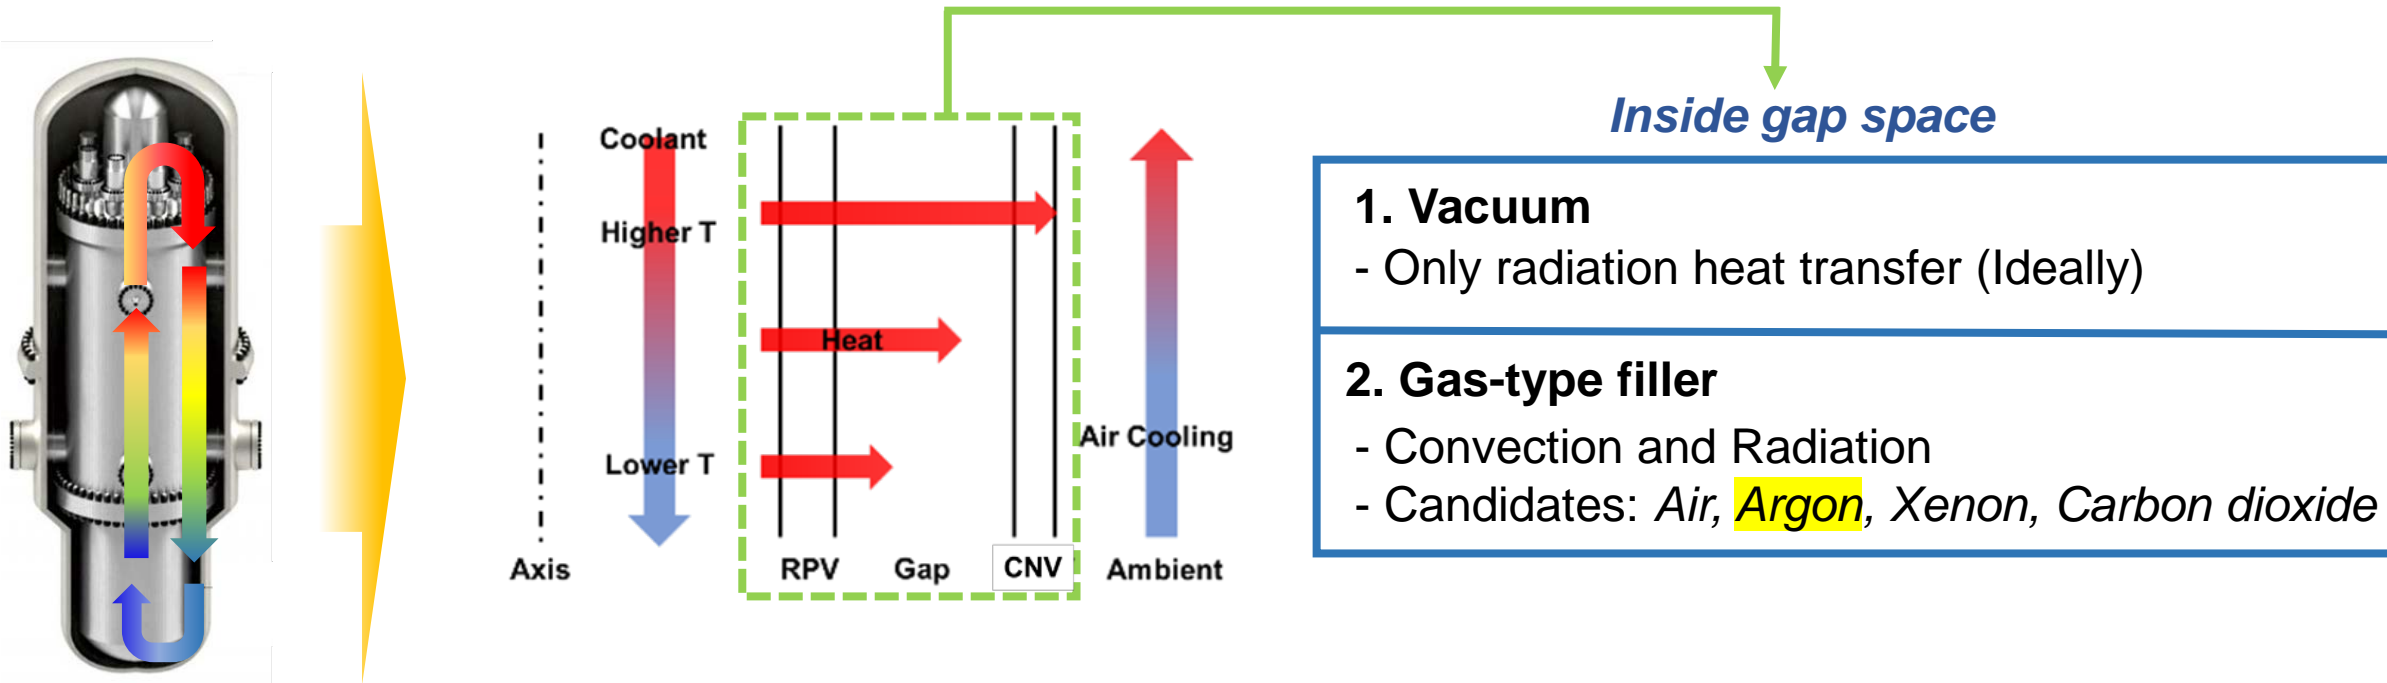 Coolant
Higher T
Heat
Lower T
Air Cooling
Axis
RPV
Gap
CNV
Ambient
Inside gap space
1. Vacuum
- Only radiation heat transfer (Ideally)
2. Gas-type filler
- Convection and Radiation
- Candidates: Air, Argon, Xenon, Carbon dioxide